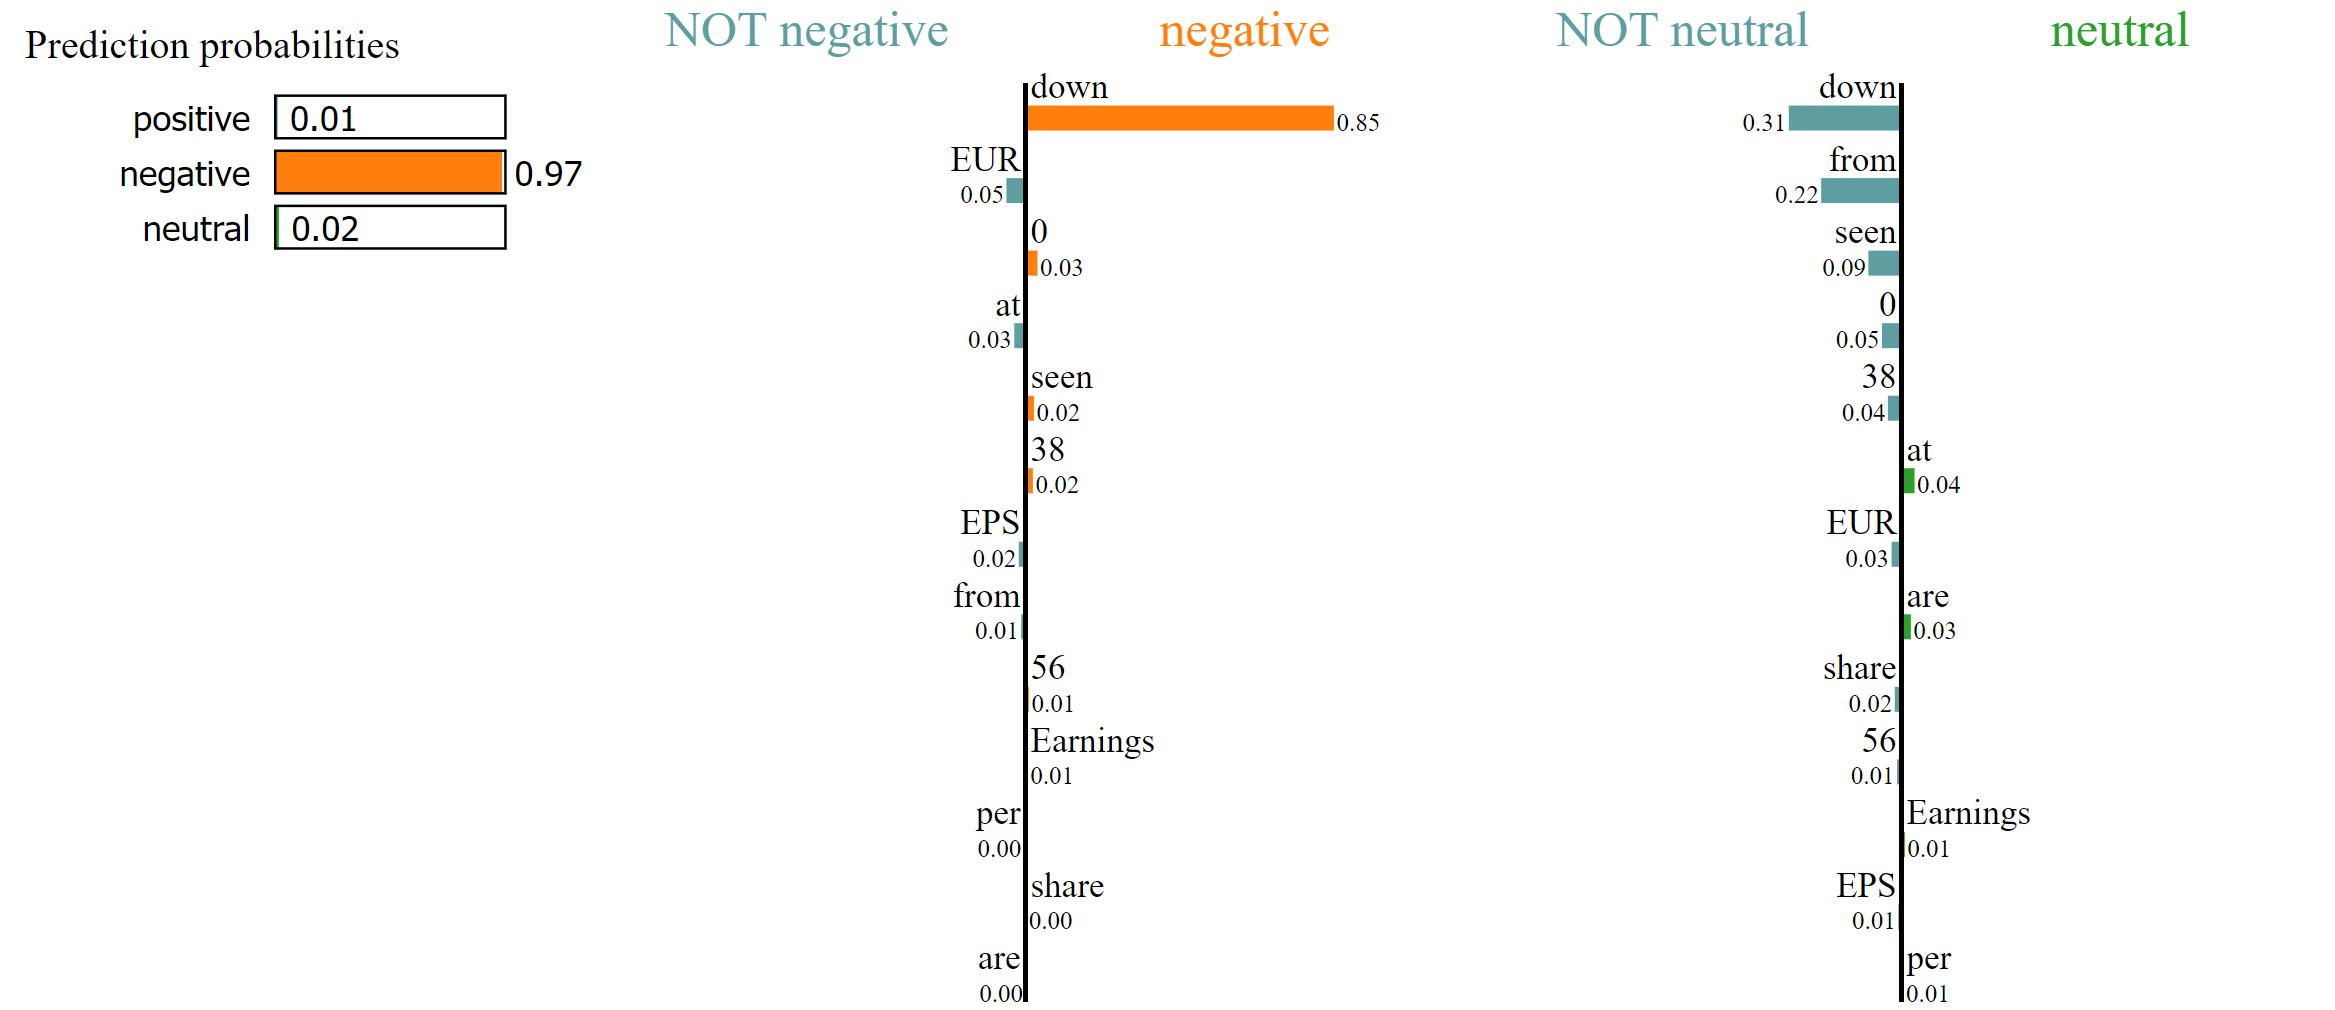 Prediction probabilities
positive 0.01
negative 0.97
neutral 0.02
NOT negative negative
down
0.85
EUR
0.05
0
0.03
at
0.03
seen
0.02
38
0.02
EPS
0.02
from
0.01
56
0.01
Earnings
0.01
per
0.00
share
0.00
are
0.00
NOT neutral neutral
down
0.31
from
0.22
seen
0.09
0
0.05
38
0.04
at
0.04
EUR
0.03
are
0.03
share
0.02
56
0.01
Earnings
0.01
EPS
0.01
per
0.01